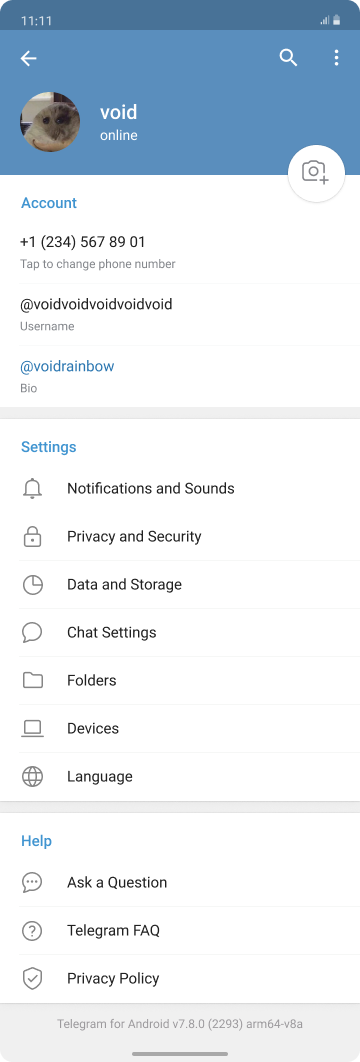 11:11
void
online
Account
+1 (234) 567 89 01
Tap to change phone number
@voidvoidvoidvoidvoid
Username
@voidrainbow
Bio
Settings
Notifications and Sounds
Privacy and Security
Data and Storage
Chat Settings
Folders
Devices
Language
Help
Ask a Question
Telegram FAQ
Privacy Policy
Telegram for Android v7.8.0 (2293) arm64-v8a